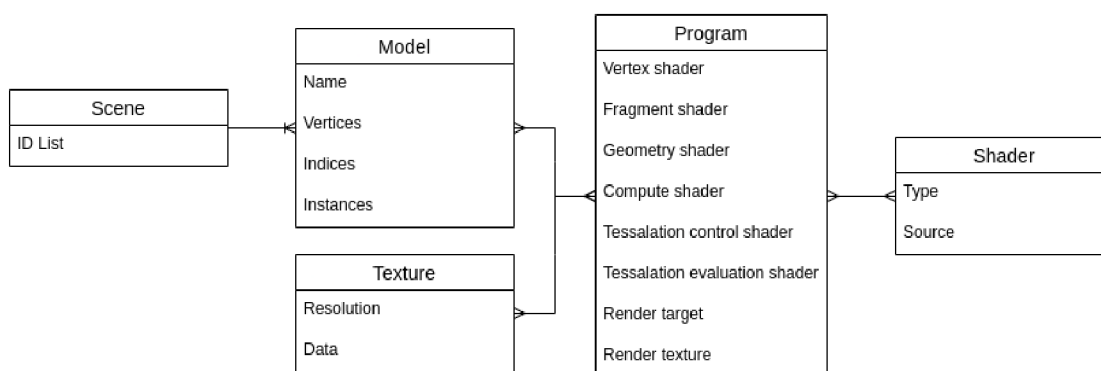 Scene
ID List
Model
Name
Vertices
Indices
Instances
Texture
Resolution
Data
Program
Vertex shader
Fragment shader
Geometry shader
Compute shader
Tessalation control shader
Tessalation evaluation shader
Render target
Render texture
Shader
Type
Source